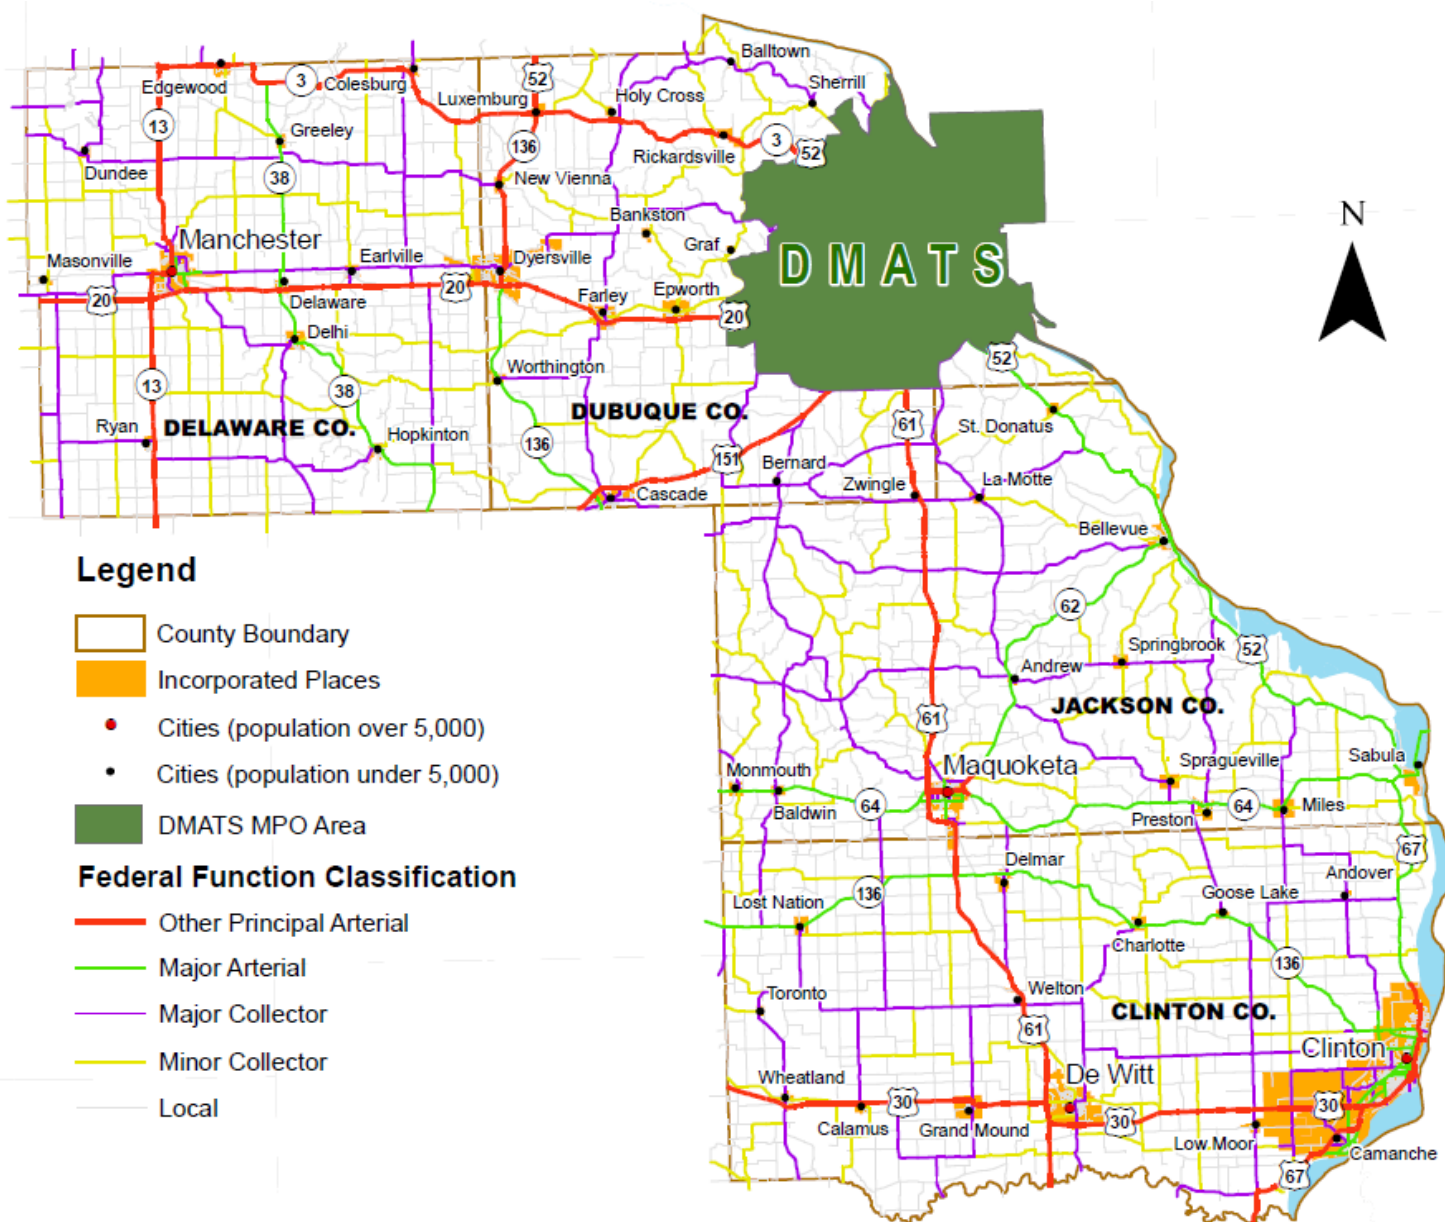 Balltown
Sherrill
Edgewood
3
Colesburg
52
Luxemburg
Holy Cross
13
Greeley
136
Rickardsville
3
52
Dundee
38
New Vienna
Bankston
Graf
N
Manchester
DMATS
Masonville
Earlville
Dyersville
20
Delaware
20
Farley
Epworth
20
Delhi
52
Worthington
13
38
DUBUQUE CO.
St. Donatus
Ryan
DELAWARE CO.
Hopkinton
136
61
151
Bernard
Zwingle
La Motte
Cascade
Bellevue
Legend
County Boundary
Incorporated Places
Cities (population over 5,000)
Cities (population under 5,000)
DMATS MPO Area
Federal Function Classification
Other Principal Arterial
Major Arterial
Major Collector
Minor Collector
Local
62
Springbrook
52
Andrew
JACKSON CO.
61
Monmouth
Maquoketa
Spragueville
Sabula
Baldwin
64
Preston
64
Miles
67
Delmar
Andover
136
Lost Nation
Goose Lake
Charlotte
136
Toronto
Welton
61
CLINTON CO.
Clinton
Wheatland
De Witt
30
30
30
Calamus
Grand Mound
Low Moor
Camanche
67